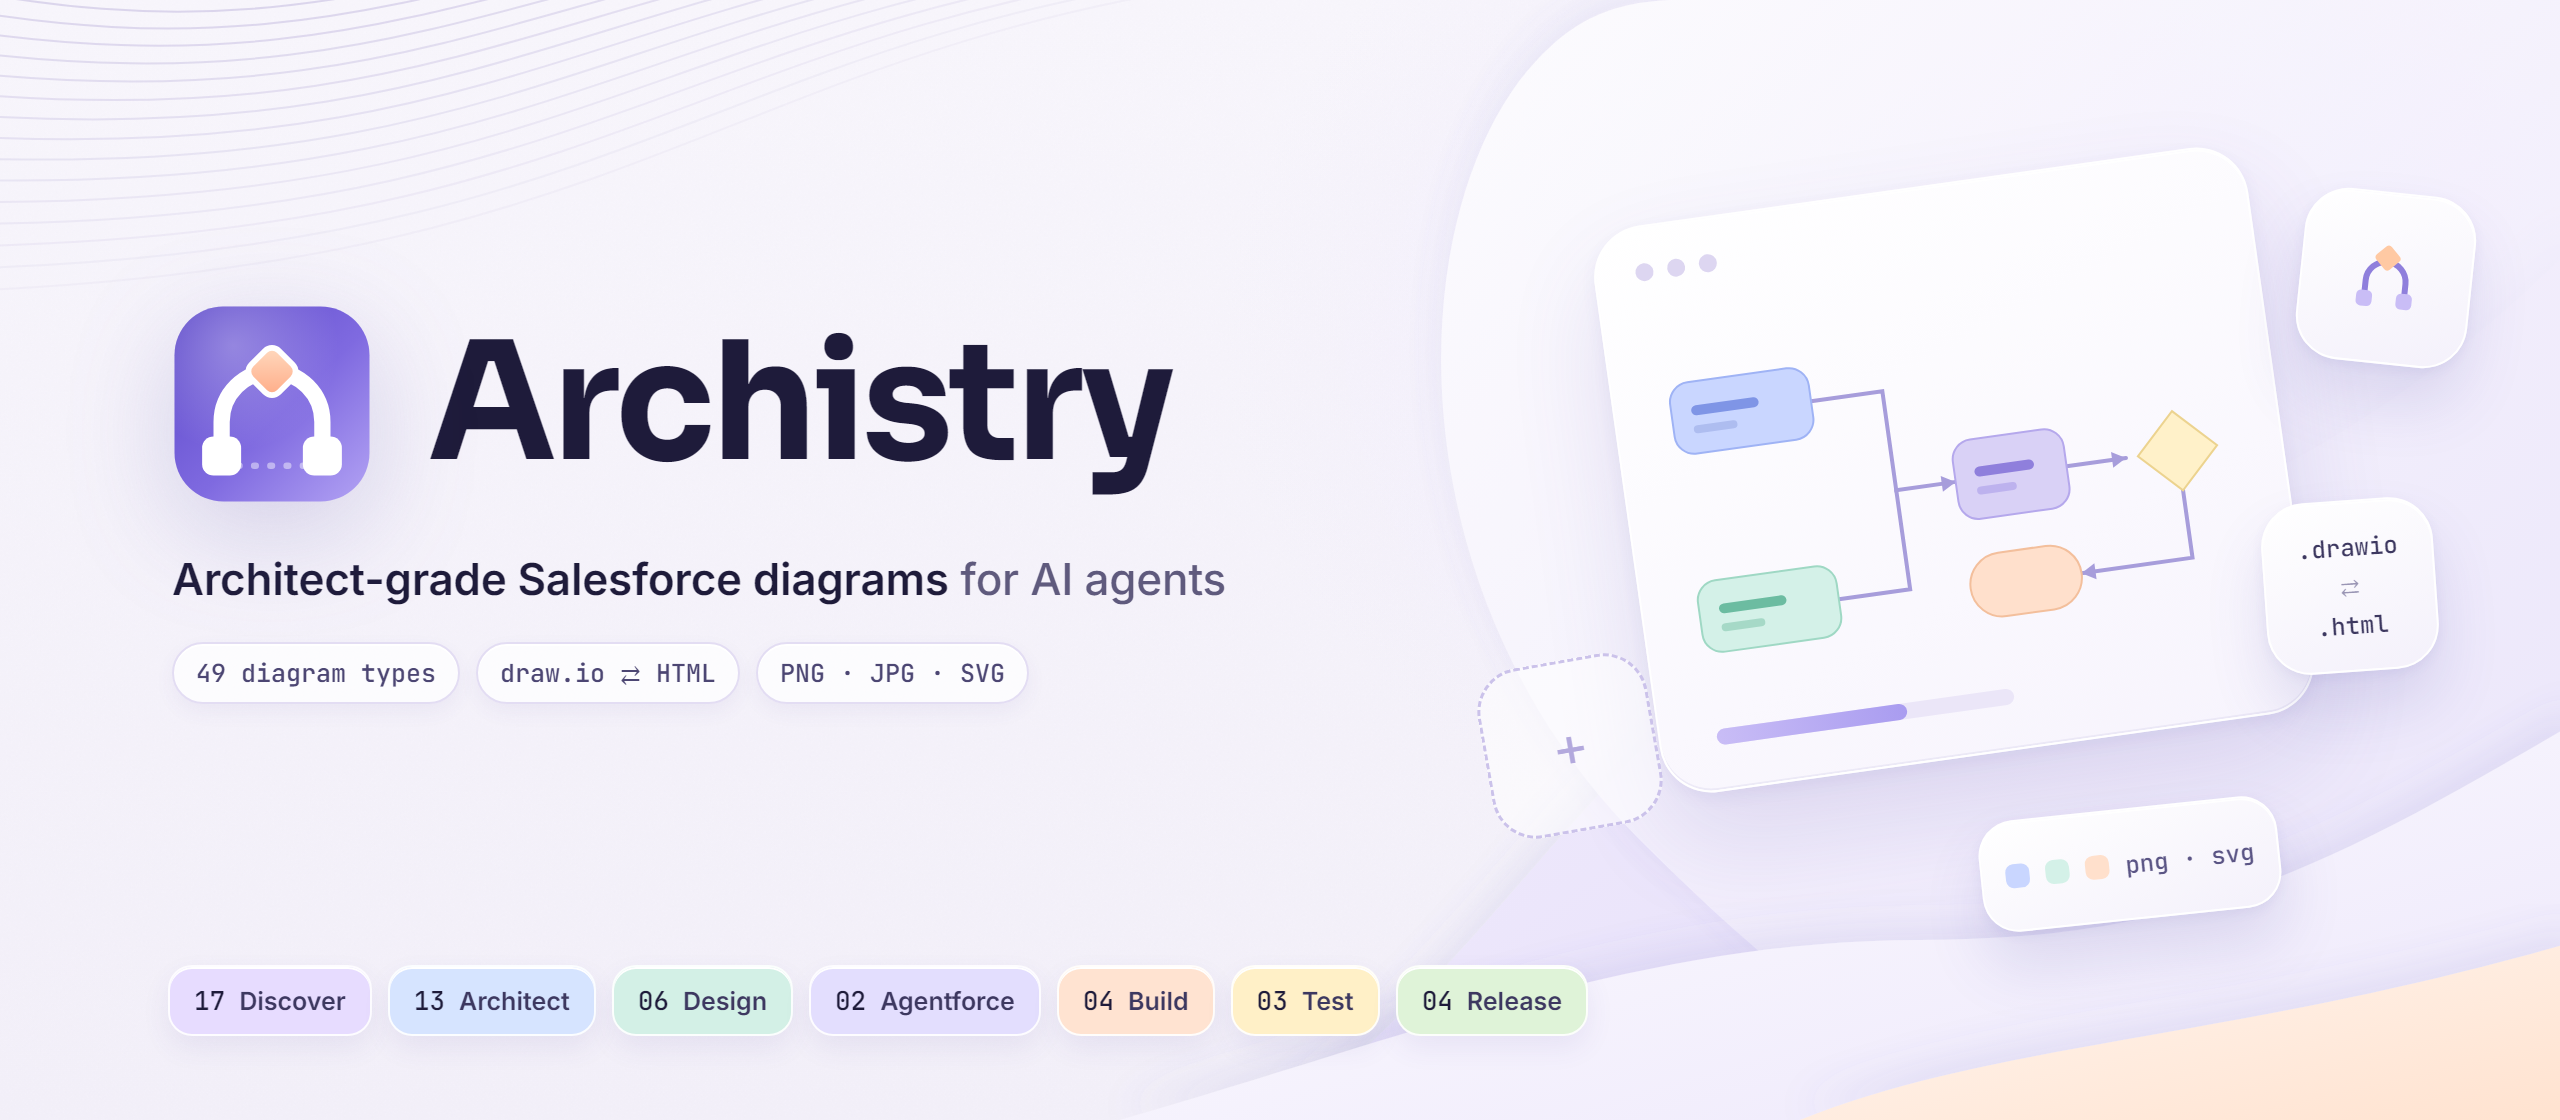 Archistry
Architect-grade Salesforce diagrams for AI agents
49 diagram types
draw.io ⇄ HTML
PNG · JPG · SVG
17 Discover
13 Architect
06 Design
02 Agentforce
04 Build
03 Test
04 Release
.drawio
⇄
.html
+
png · svg